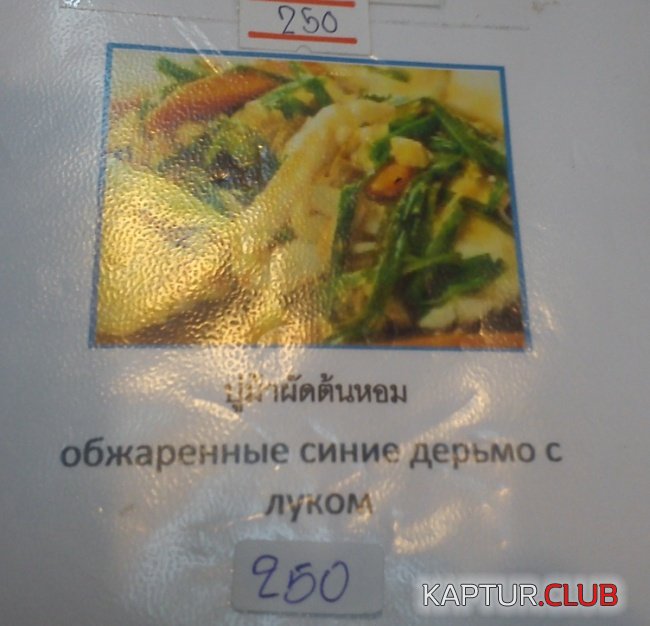 250
ปูม้าผัดต้นหอม
обжаренные синие дерьмо с
луком
250
KAPTUR.CLUB